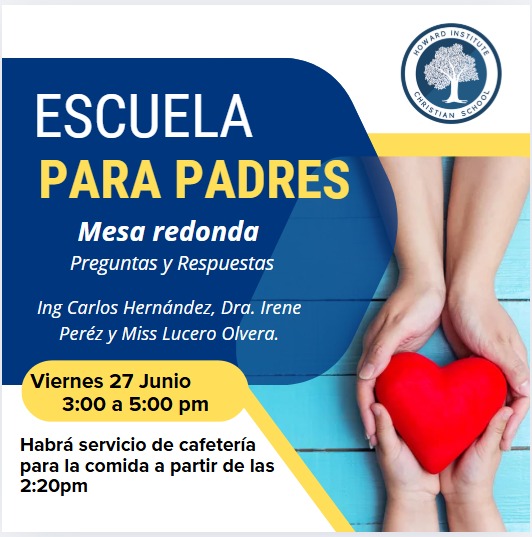 HOWARD INSTITUTE
CHRISTIAN SCHOOL
ESCUELA
PARA PADRES
Mesa redonda
Preguntas y Respuestas
Ing Carlos Hernández, Dra. Irene
Peréz y Miss Lucero Olvera.
Viernes 27 Junio
3:00 a 5:00 pm
Habrá servicio de cafetería
para la comida a partir de las
2:20pm